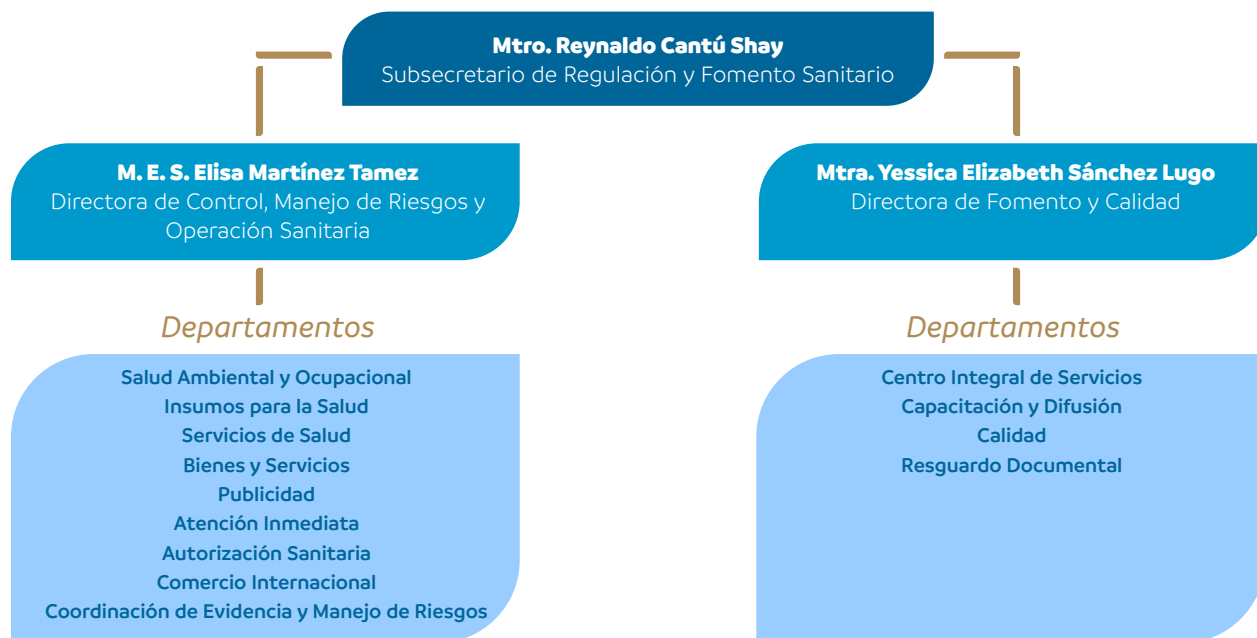 Mtro. Reynaldo Cantú Shay
Subsecretario de Regulación y Fomento Sanitario
M. E. S. Elisa Martínez Tamez
Directora de Control, Manejo de Riesgos y
Operación Sanitaria
Departamentos
Salud Ambiental y Ocupacional
Insumos para la Salud
Servicios de Salud
Bienes y Servicios
Publicidad
Atención Inmediata
Autorización Sanitaria
Comercio Internacional
Coordinación de Evidencia y Manejo de Riesgos
Mtra. Yessica Elizabeth Sánchez Lugo
Directora de Fomento y Calidad
Departamentos
Centro Integral de Servicios
Capacitación y Difusión
Calidad
Resguardo Documental